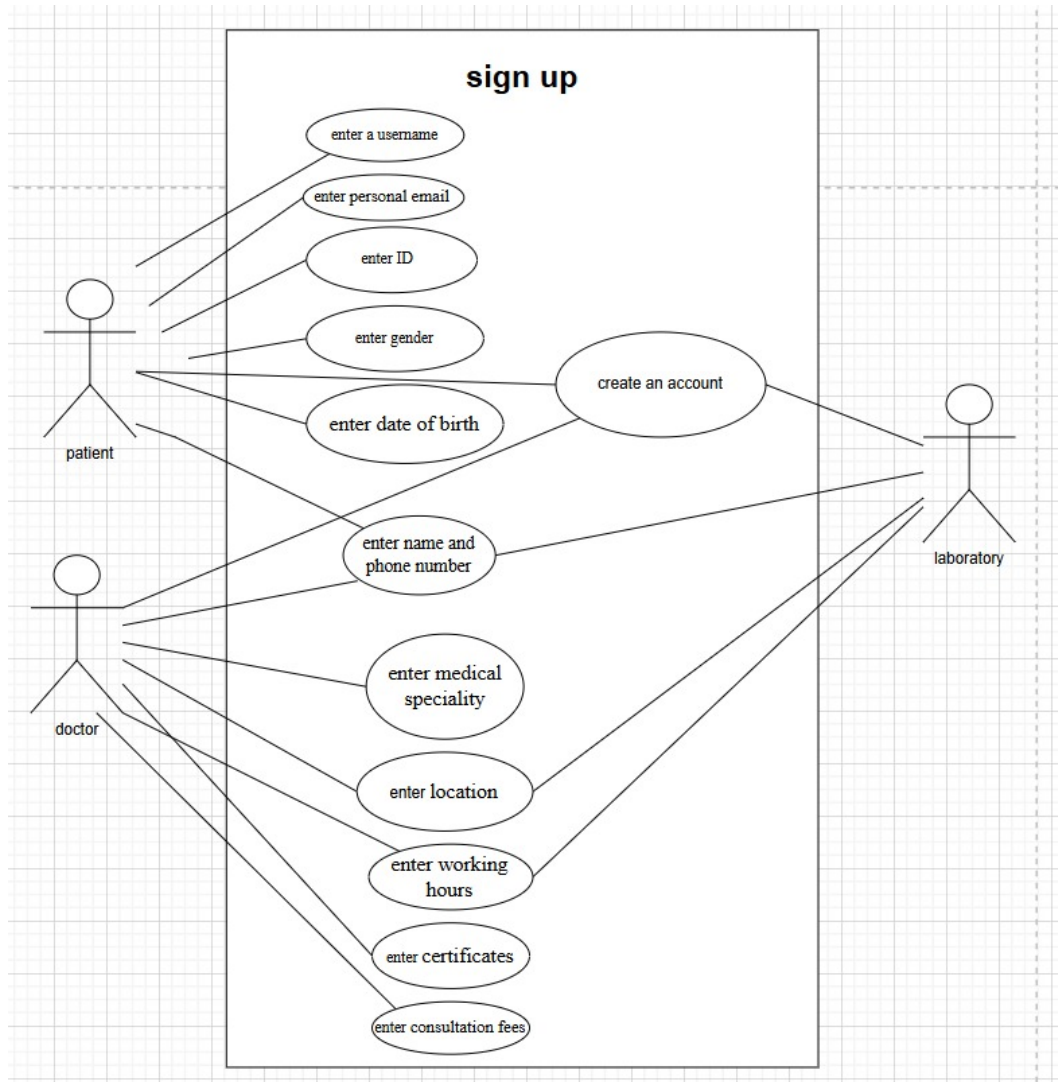 sign up
enter a username
enter personal email
enter ID
enter gender
create an account
enter date of birth
patient
enter name and
phone number
laboratory
enter medical
speciality
doctor
enter location
enter working
hours
enter certificates
enter consultation fees